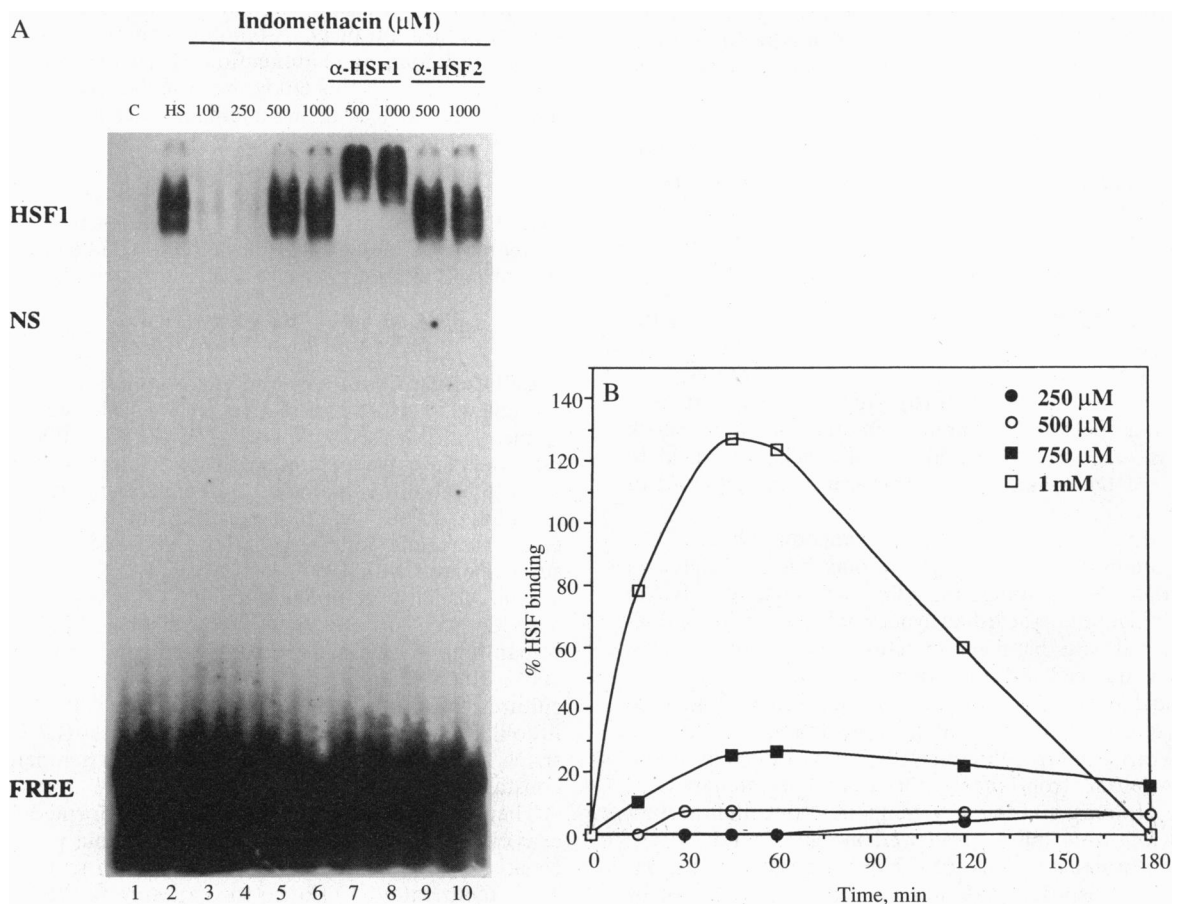 A
Indomethacin (µM)
α-HSF1 α-HSF2
C HS 100 250 500 1000 500 1000 500 1000
HSF1
NS
FREE
1 2 3 4 5 6 7 8 9 10
B
250 µM
500 µM
750 µM
1 mM
% HSF binding
140
120
100
80
60
40
20
0
0 30 60 90 120 150 180
Time, min